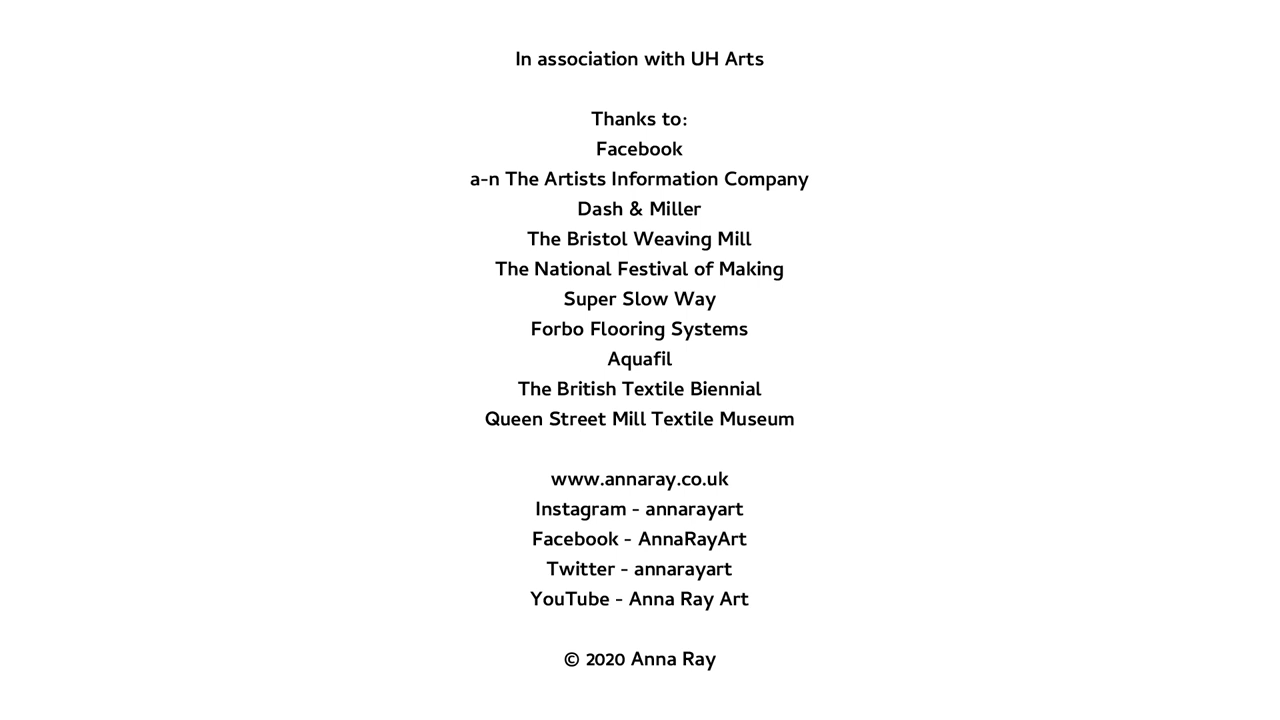 In association with UH Arts
Thanks to:
Facebook
a-n The Artists Information Company
Dash & Miller
The Bristol Weaving Mill
The National Festival of Making
Super Slow Way
Forbo Flooring Systems
Aquafil
The British Textile Biennial
Queen Street Mill Textile Museum
www.annaray.co.uk
Instagram - annarayart
Facebook - AnnaRayArt
Twitter - annarayart
YouTube - Anna Ray Art
© 2020 Anna Ray